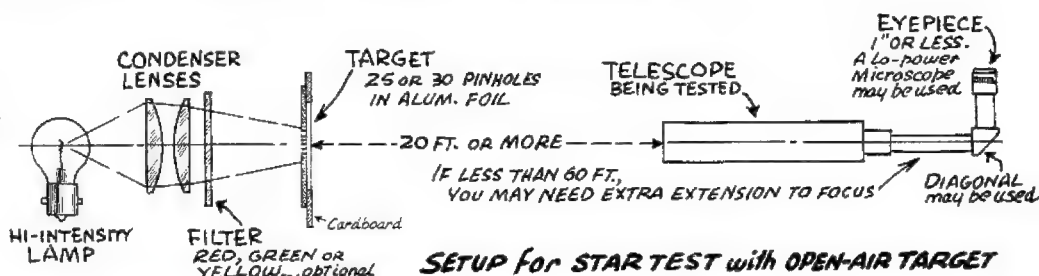 CONDENSER
LENSES
TARGET
25 OR 30 PINHOLES
IN ALUM. FOIL
TELESCOPE
BEING TESTED
EYEPIECE
1" OR LESS.
A Lo-power
Microscope
may be used
20 FT. OR MORE
IF LESS THAN 60 FT.,
YOU MAY NEED EXTRA EXTENSION TO FOCUS
DIAGONAL
may be used
Cardboard
HI-INTENSITY
LAMP
FILTER
RED, GREEN OR
YELLOW... optional
SETUP for STAR TEST with OPEN-AIR TARGET